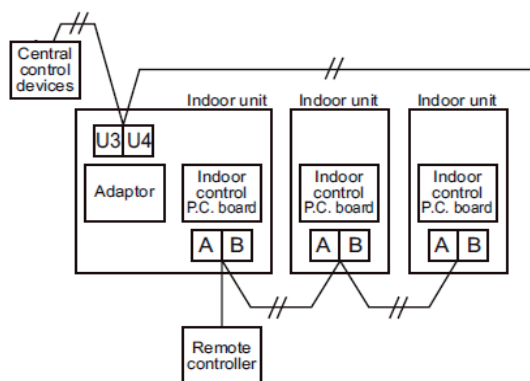 Central
control
devices
Indoor unit
Indoor unit
Indoor unit
U3 U4
Adaptor
Indoor
control
P.C. board
Indoor
control
P.C. board
Indoor
control
P.C. board
A B
A B
A B
Remote
controller